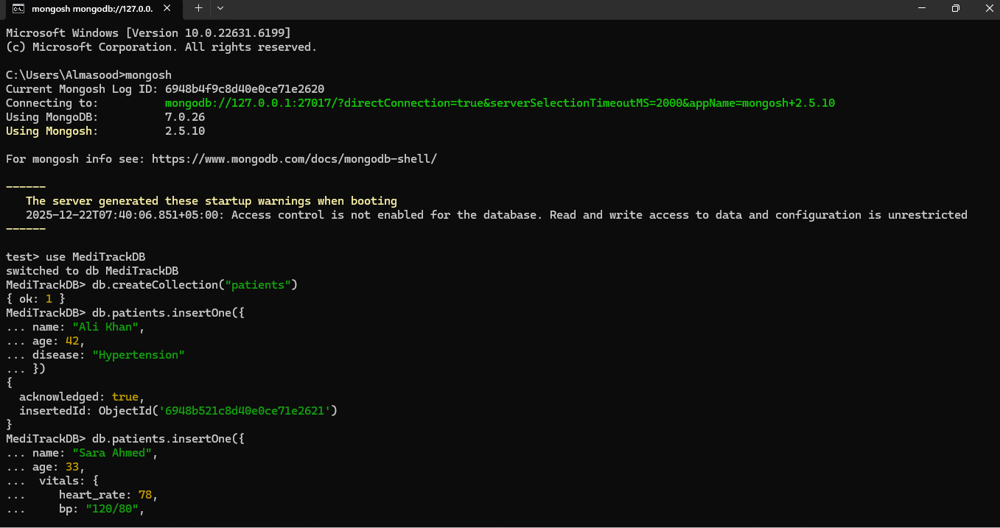 mongosh mongodb://127.0.0.
Microsoft Windows [Version 10.0.22631.6199]
(c) Microsoft Corporation. All rights reserved.
C:\Users\Almasood>mongosh
Current Mongosh Log ID: 6948b4f9c8d40e0ce71e2620
Connecting to:          mongodb://127.0.0.1:27017/?directConnection=true&serverSelectionTimeoutMS=2000&appName=mongosh+2.5.10
Using MongoDB:          7.0.26
Using Mongosh:          2.5.10
For mongosh info see: https://www.mongodb.com/docs/mongodb-shell/
------
   The server generated these startup warnings when booting
   2025-12-22T07:40:06.851+05:00: Access control is not enabled for the database. Read and write access to data and configuration is unrestricted
------
test> use MediTrackDB
switched to db MediTrackDB
MediTrackDB> db.createCollection("patients")
{ ok: 1 }
MediTrackDB> db.patients.insertOne({
... name: "Ali Khan",
... age: 42,
... disease: "Hypertension"
... })
{
  acknowledged: true,
  insertedId: ObjectId('6948b521c8d40e0ce71e2621')
}
MediTrackDB> db.patients.insertOne({
... name: "Sara Ahmed",
... age: 33,
...  vitals: {
...     heart_rate: 78,
...     bp: "120/80",